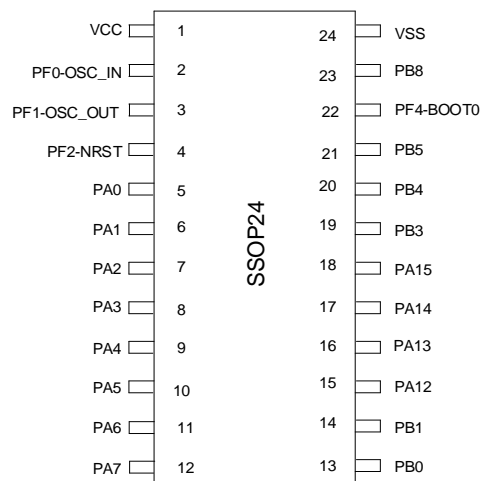 VCC 1 24 VSS
PF0-OSC_IN 2 23 PB8
PF1-OSC_OUT 3 22 PF4-BOOT0
PF2-NRST 4 21 PB5
PA0 5 20 PB4
PA1 6 19 PB3
PA2 7 18 PA15
PA3 8 17 PA14
PA4 9 16 PA13
PA5 10 15 PA12
PA6 11 14 PB1
PA7 12 13 PB0
SSOP24